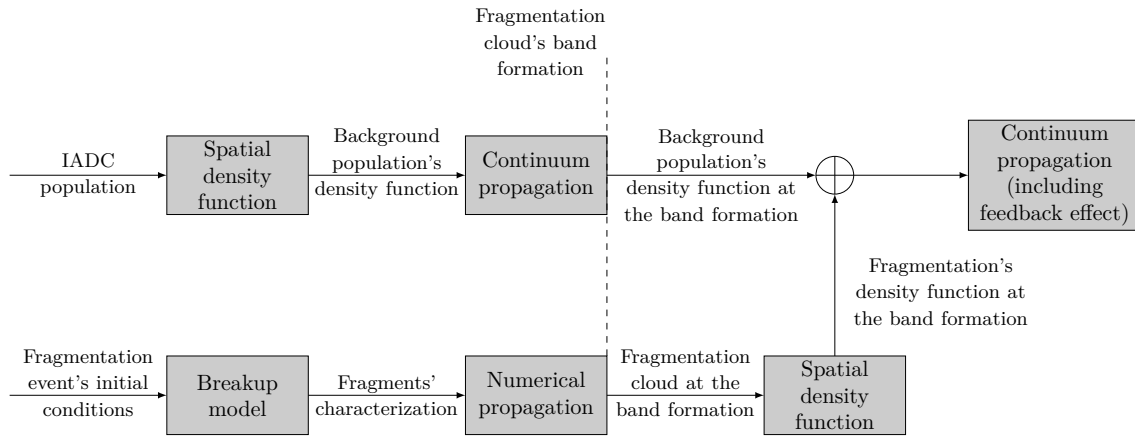 Fragmentation
cloud's band
formation
IADC
population
Spatial
density
function
Background
population's
density function
Continuum
propagation
Background
population's
density function at
the band formation
Continuum
propagation
(including
feedback effect)
Fragmentation's
density function at
the band formation
Fragmentation
event's initial
conditions
Breakup
model
Fragments'
characterization
Numerical
propagation
Fragmentation
cloud at the
band formation
Spatial
density
function